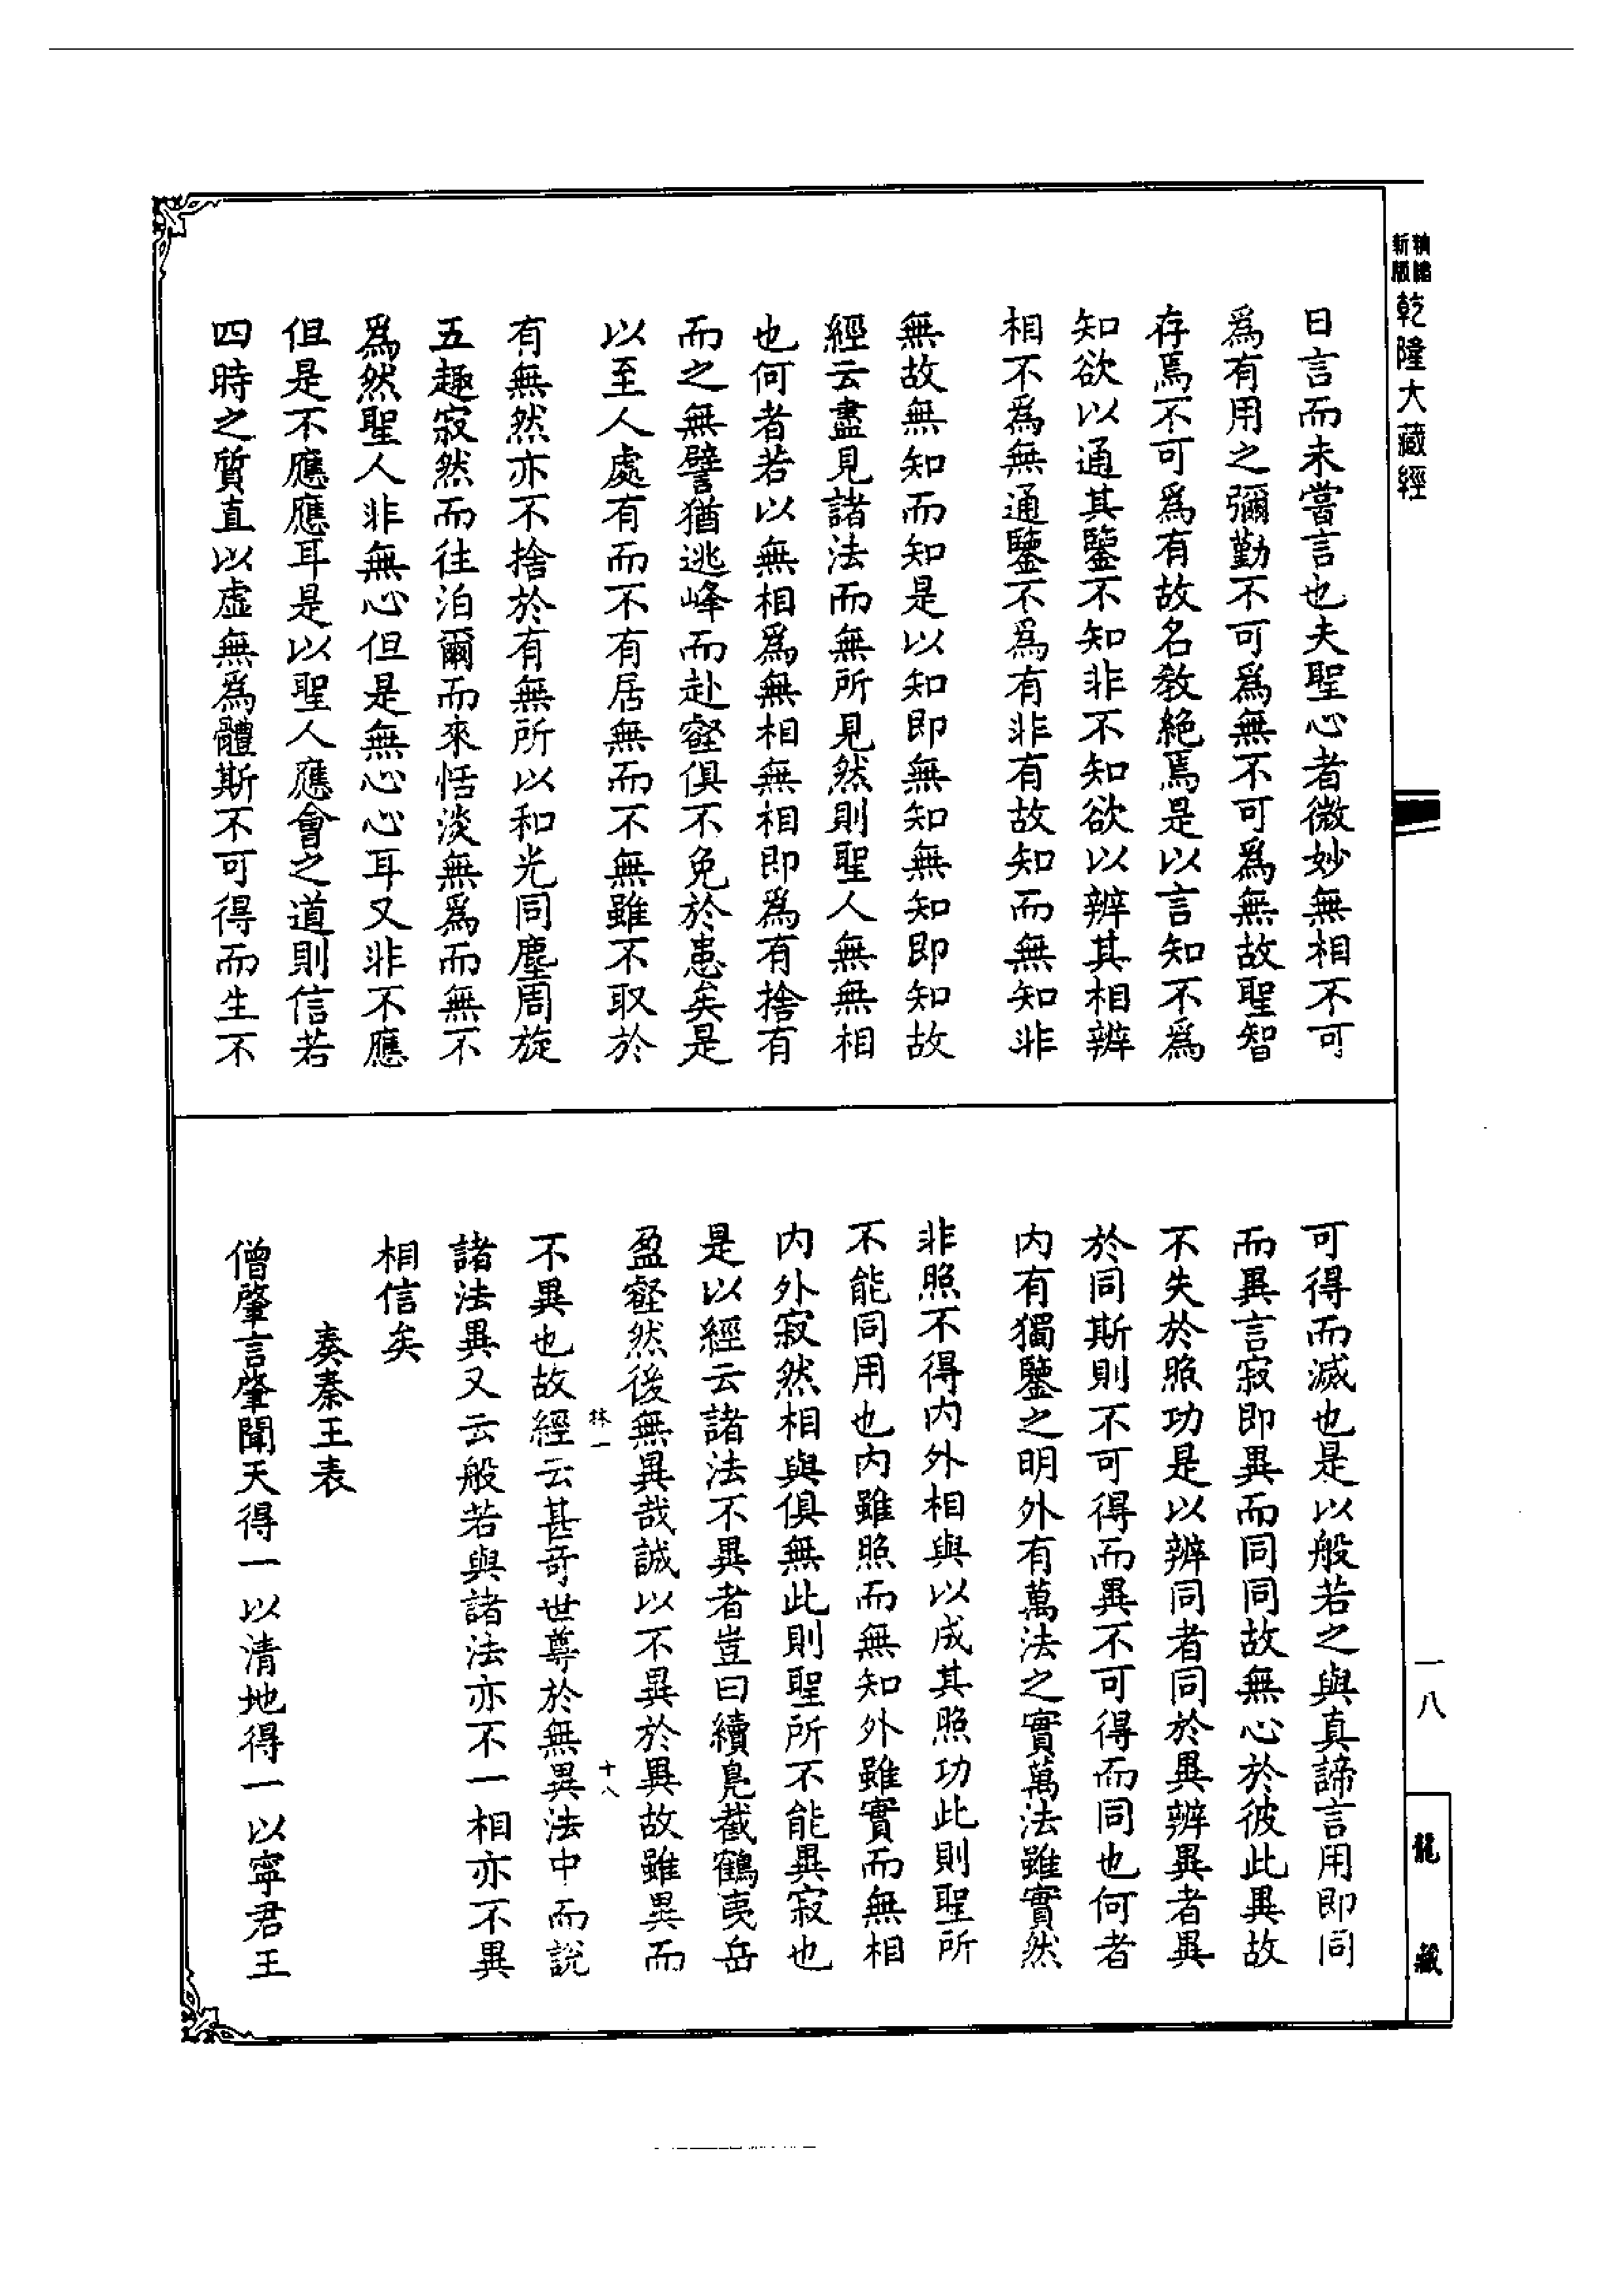 新版精縮
乾隆大藏經
日言而未嘗言也夫聖心者微妙無相不可
爲有用之彌勤不可爲無不可爲無故聖智
存焉不可爲有故名敎絶焉是以言知不爲
知欲以通其鑒不知非不知欲以辨其相辨
相不爲無通鑒不爲有非有故知而無知非
無故無知而知是以知即無知無知即知故
經云盡見諸法而無所見然則聖人無無相
也何者若以無相爲無相無相即爲有捨有
而之無譬猶逃峰而赴壑俱不免於患矣是
以至人處有而不有居無而不無雖不取於
有無然亦不捨於有無所以和光同塵周旋
五趣寂然而往泊爾而來恬淡無爲而無不
爲然聖人非無心但是無心心耳又非不應
但是不應應耳是以聖人應會之道則信若
四時之質直以虛無爲體斯不可得而生不
可得而滅也是以般若之與真諦言用即同
而異言寂即異而同同故無心於彼此異故
不失於照功是以辨同者同於異辨異者異
於同斯則不可得而異不可得而同也何者
内有獨鑒之明外有萬法之實萬法雖實然
非照不得内外相與以成其照功此則聖所
不能同用也内雖照而無知外雖實而無相
内外寂然相與俱無此則聖所不能異寂也
是以經云諸法不異者豈曰續鳧截鶴夷岳
盈壑然後無異哉誠以不異於異故雖異而
林一
十八
不異也故經云甚奇世尊於無異法中而說
諸法異又云般若與諸法亦不一相亦不異
相信矣
奏秦王表
僧肇言肇聞天得一以清地得一以寧君王
一八
龍藏